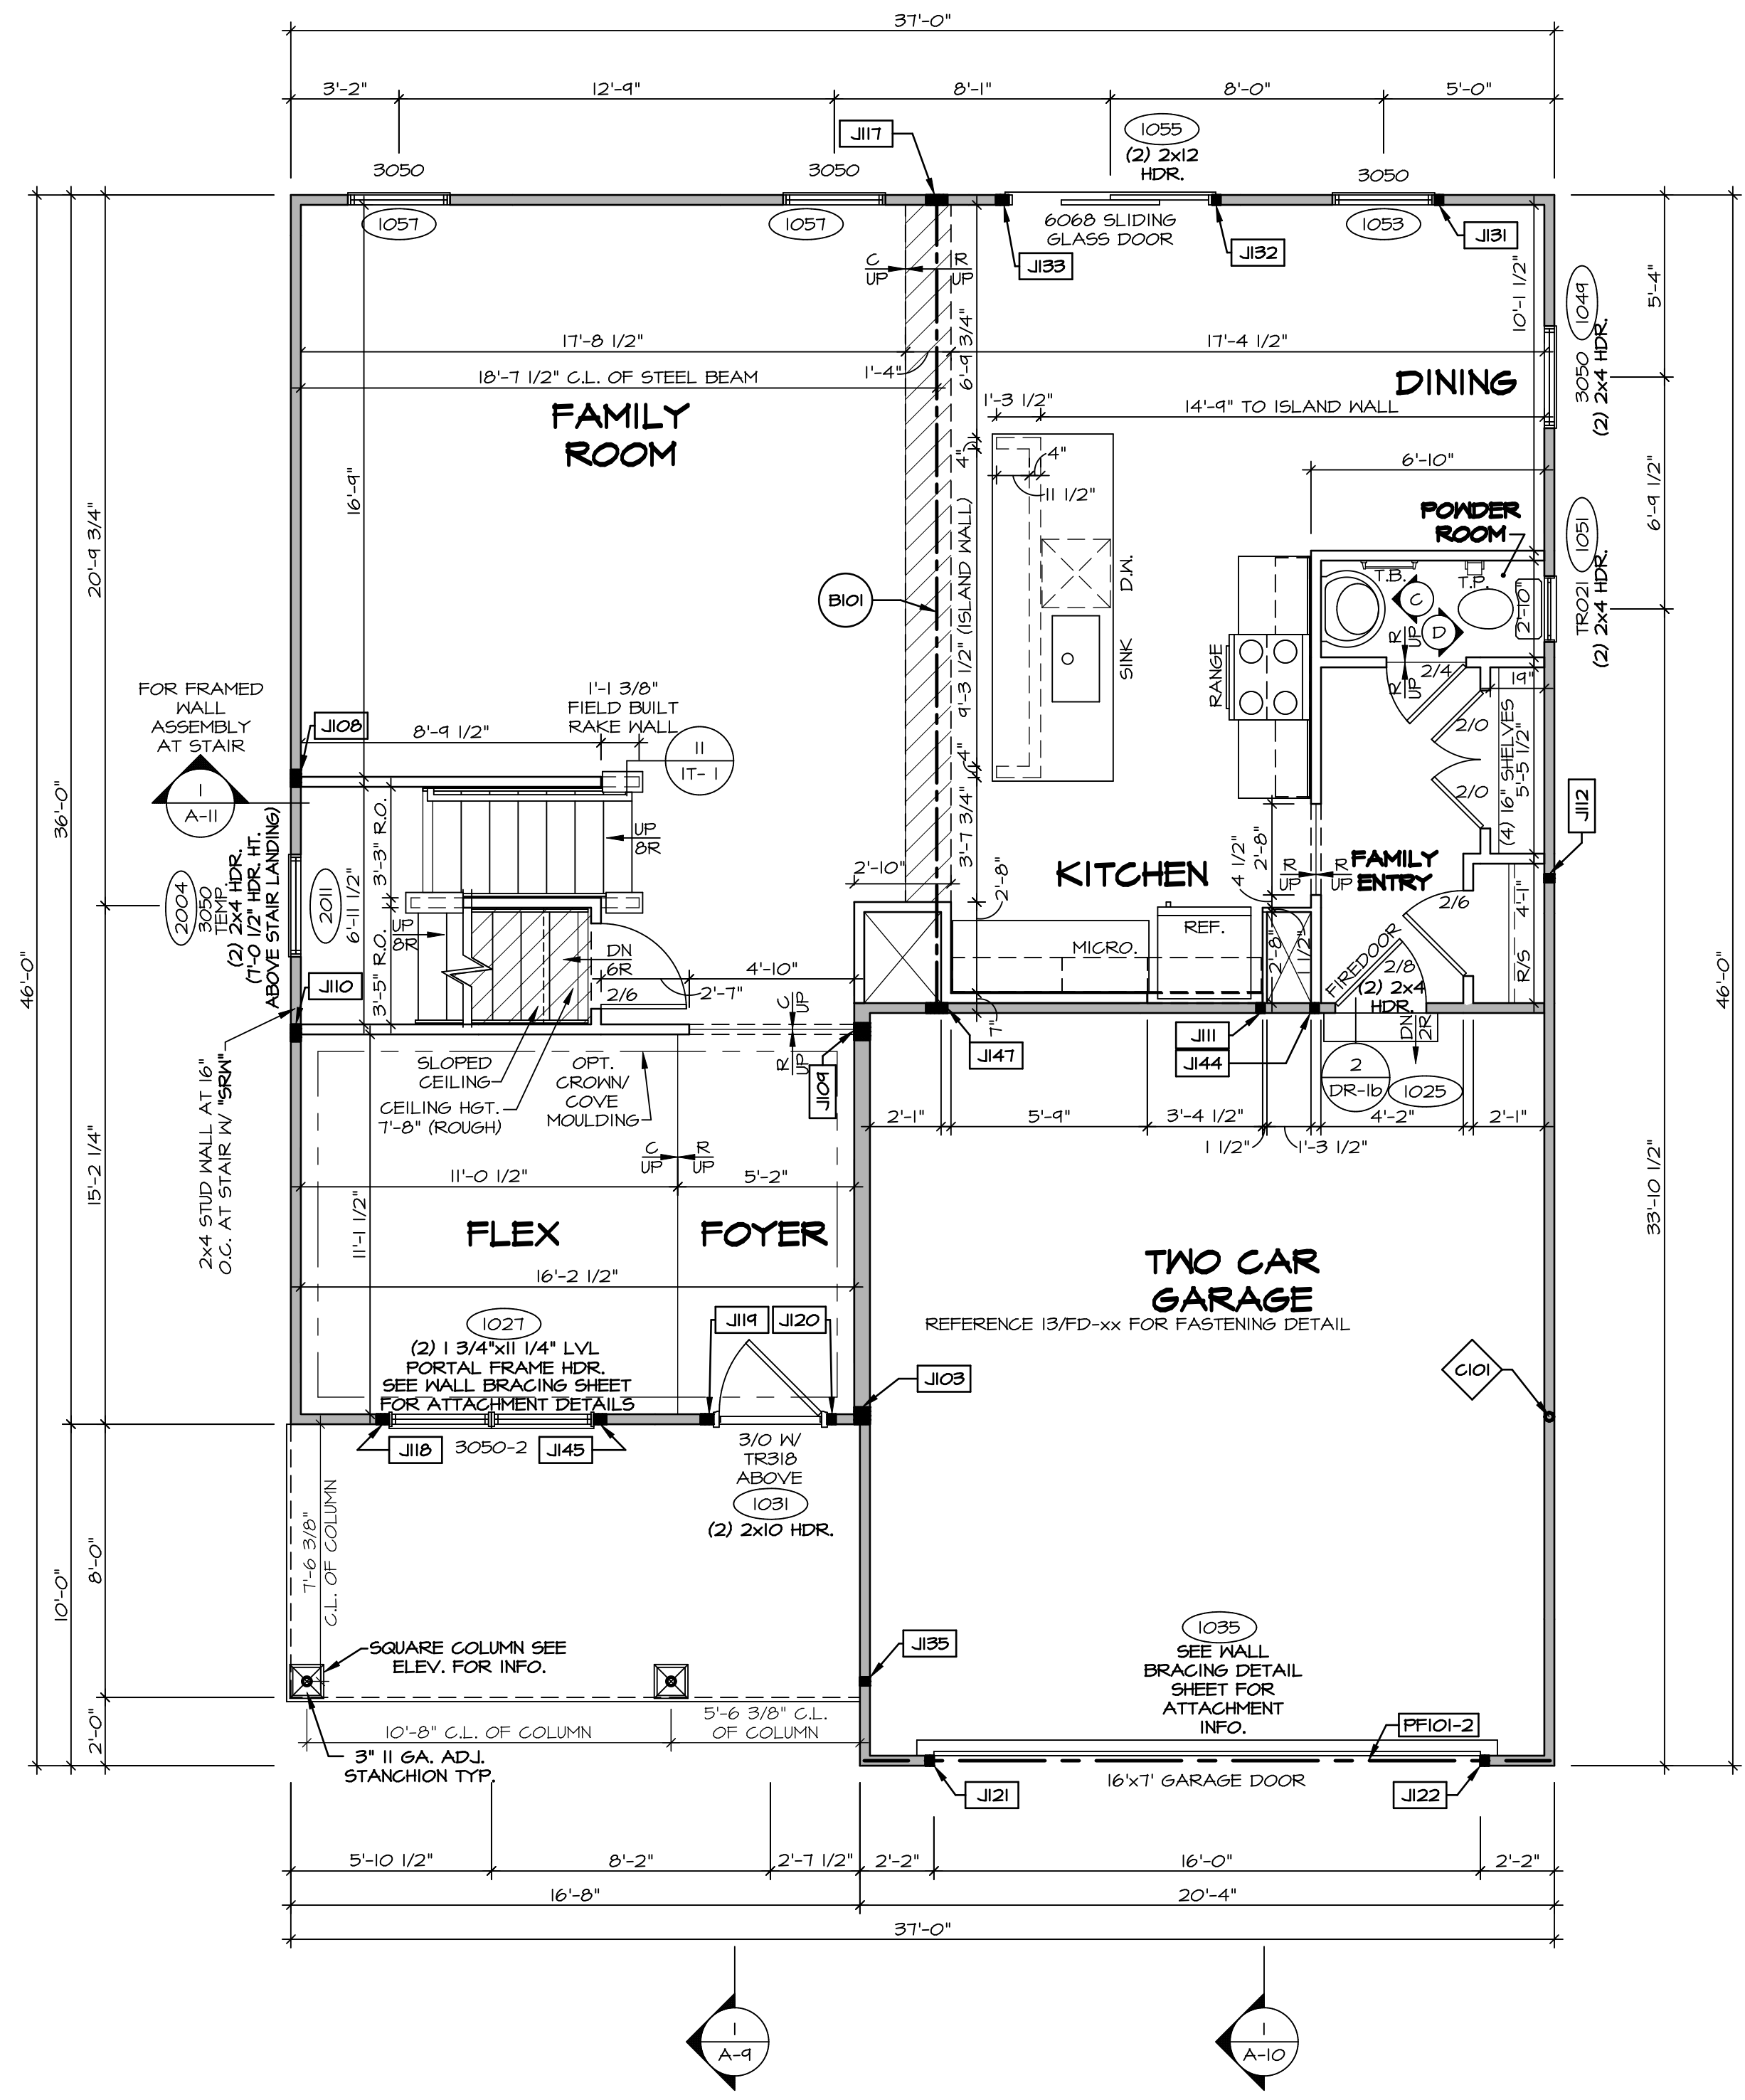 37'-0"
3'-2"
12'-9"
8'-1"
8'-0"
5'-0"
J117
1055
(2) 2x12
HDR.
3050
3050
3050
1057
1057
6068 SLIDING
GLASS DOOR
1053
J133
J132
J131
C
UP
R
UP
10'-1 1/2"
5'-4"
1049
3050
(2) 2x4 HDR.
17'-8 1/2"
1'-4"
6'-9 3/4"
17'-4 1/2"
18'-7 1/2" C.L. OF STEEL BEAM
DINING
1'-3 1/2"
14'-9" TO ISLAND WALL
FAMILY
ROOM
4"
4"
11 1/2"
6'-10"
16'-9"
20'-9 3/4"
6'-9 1/2"
POWDER
ROOM
1051
TR021
(2) 2x4 HDR.
9'-3 1/2" (ISLAND WALL)
D.W.
T.B.
T.P.
C
D
2'-10"
B101
R
UP
R
UP
2/4
19"
SINK
RANGE
FOR FRAMED
WALL
ASSEMBLY
AT STAIR
J108
8'-9 1/2"
1'-1 3/8"
FIELD BUILT
RAKE WALL
11
1T- 1
2/0
2/0
(4) 16" SHELVES
5'-5 1/2"
4"
1
A-11
36'-0"
J112
3'-3" R.O.
UP
8R
3'-7 3/4"
2'-8"
4 1/2"
2'-8"
R
UP
R
UP
FAMILY
ENTRY
KITCHEN
2'-10"
2004
3050
TEMP.
(2) 2x4 HDR.
(7'-0 1/2" HDR. HT.
ABOVE STAIR LANDING)
2011
6'-11 1/2"
2/6
4'-1"
REF.
UP
8R
DN
6R
MICRO.
2'-8"
1 1/2"
FIREDOOR
2/8
R/S
46'-0"
46'-0"
3'-5" R.O.
2/6
4'-10"
2'-7"
(2) 2x4
HDR.
J110
C
UP
R
UP
7"
J111
J144
DN
2R
J147
J109
2
DR-1b
1025
SLOPED
CEILING
OPT.
CROWN/
COVE
MOULDING
CEILING HGT.
7'-8" (ROUGH)
2x4 STUD WALL AT 16"
O.C. AT STAIR W/ "SRW"
2'-1"
5'-9"
3'-4 1/2"
4'-2"
2'-1"
1 1/2"
1'-3 1/2"
C
UP
R
UP
15'-2 1/4"
33'-10 1/2"
11'-0 1/2"
5'-2"
11'-1 1/2"
FLEX
FOYER
TWO CAR
GARAGE
16'-2 1/2"
REFERENCE 13/FD-xx FOR FASTENING DETAIL
1027
(2) 1 3/4"x11 1/4" LVL
PORTAL FRAME HDR.
SEE WALL BRACING SHEET
FOR ATTACHMENT DETAILS
J119
J120
J103
C101
J118
3050-2
J145
3/0 W/
TR318
ABOVE
1031
(2) 2x10 HDR.
7'-6 3/8"
C.L. OF COLUMN
8'-0"
10'-0"
SQUARE COLUMN SEE
ELEV. FOR INFO.
J135
1035
SEE WALL
BRACING DETAIL
SHEET FOR
ATTACHMENT
INFO.
2'-0"
10'-8" C.L. OF COLUMN
5'-6 3/8" C.L.
OF COLUMN
PF101-2
3" 11 GA. ADJ.
STANCHION TYP.
16'x7' GARAGE DOOR
J121
J122
5'-10 1/2"
8'-2"
2'-7 1/2"
2'-2"
16'-0"
2'-2"
16'-8"
20'-4"
37'-0"
1
A-9
1
A-10